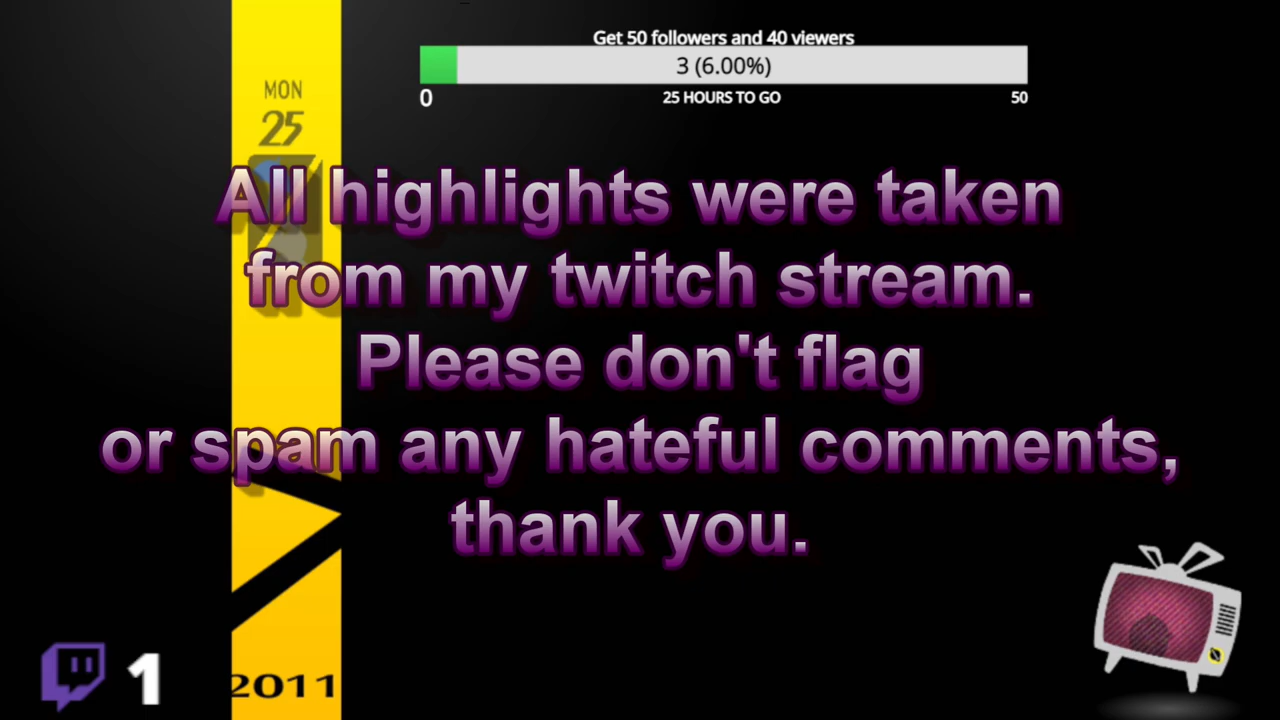 Get 50 followers and 40 viewers
3 (6.00%)
0 25 HOURS TO GO 50
MON
25
All highlights were taken
from my twitch stream.
Please don't flag
or spam any hateful comments,
thank you.
1
2011